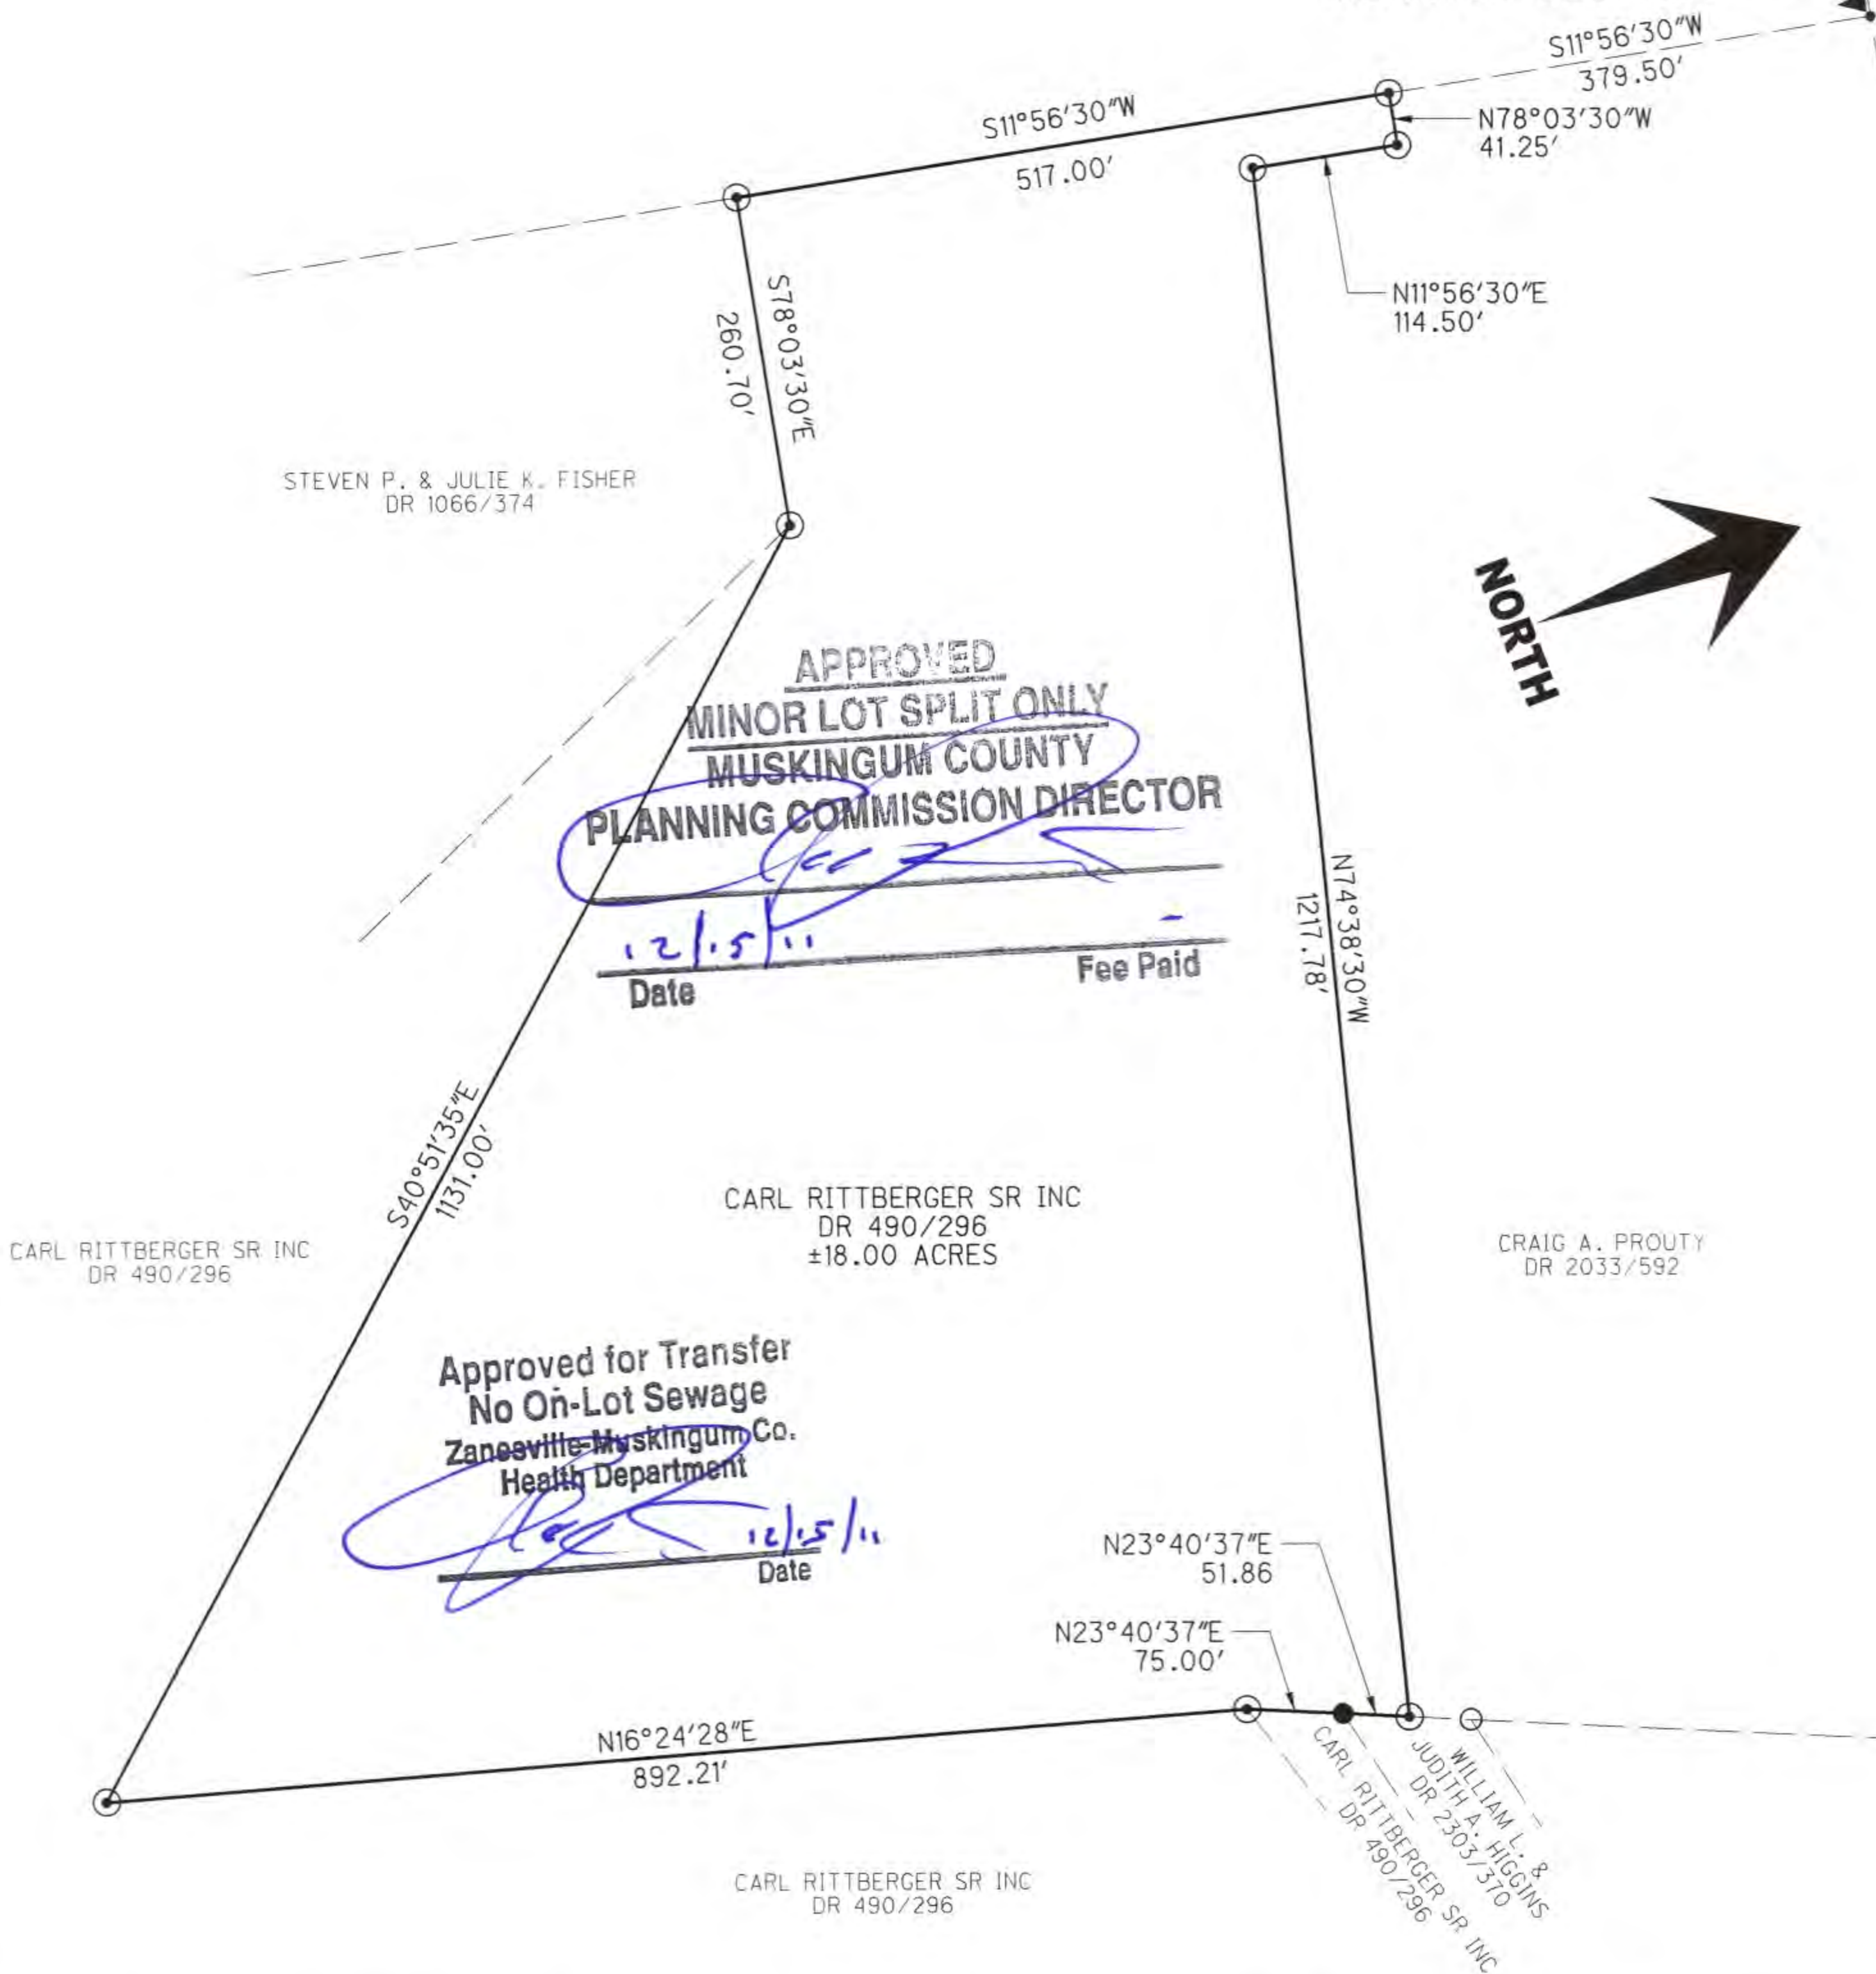 S11°56'30"W
379.50'
S11°56'30"W
517.00'
N78°03'30"W
41.25'
N11°56'30"E
114.50'
S78°03'30"E
260.70'
STEVEN P. & JULIE K. FISHER
DR 1066/374
NORTH
APPROVED
MINOR LOT SPLIT ONLY
MUSKINGUM COUNTY
PLANNING COMMISSION DIRECTOR
12/15/11 -
Date Fee Paid
N74°38'30"W
1217.78'
S40°51'35"E
1131.00'
CARL RITTBERGER SR INC
DR 490/296
±18.00 ACRES
CARL RITTBERGER SR INC
DR 490/296
CRAIG A. PROUTY
DR 2033/592
Approved for Transfer
No On-Lot Sewage
Zanesville-Muskingum Co.
Health Department
12/15/11
Date
N23°40'37"E
51.86
N23°40'37"E
75.00'
N16°24'28"E
892.21'
WILLIAM L. &
JUDITH A. HIGGINS
DR 2303/370
CARL RITTBERGER SR INC
DR 490/296
CARL RITTBERGER SR INC
DR 490/296